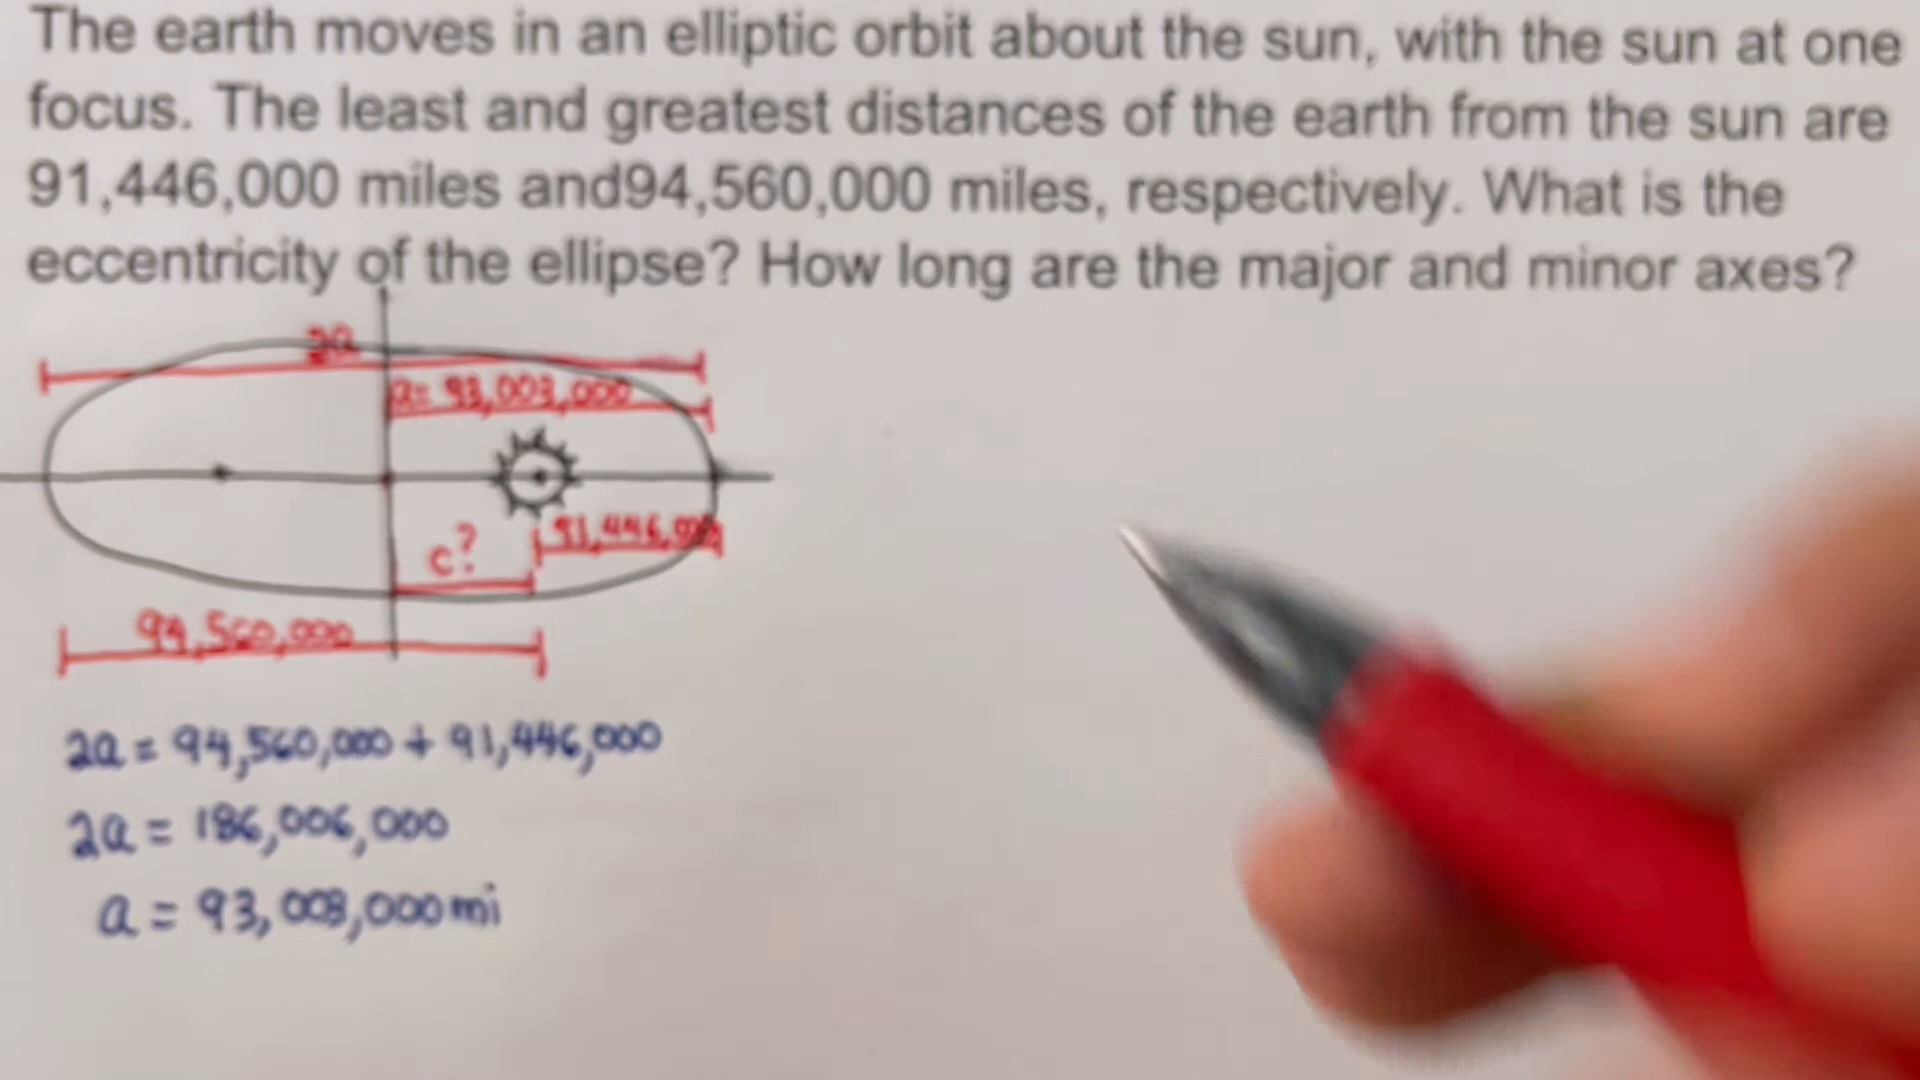 The earth moves in an elliptic orbit about the sun, with the sun at one
focus. The least and greatest distances of the earth from the sun are
91,446,000 miles and94,560,000 miles, respectively. What is the
eccentricity of the ellipse? How long are the major and minor axes?
2a
a= 93,003,000
c?
91,446,000
94,560,000
2a = 94,560,000 + 91,446,000
2a = 186,006,000
a = 93,003,000mi